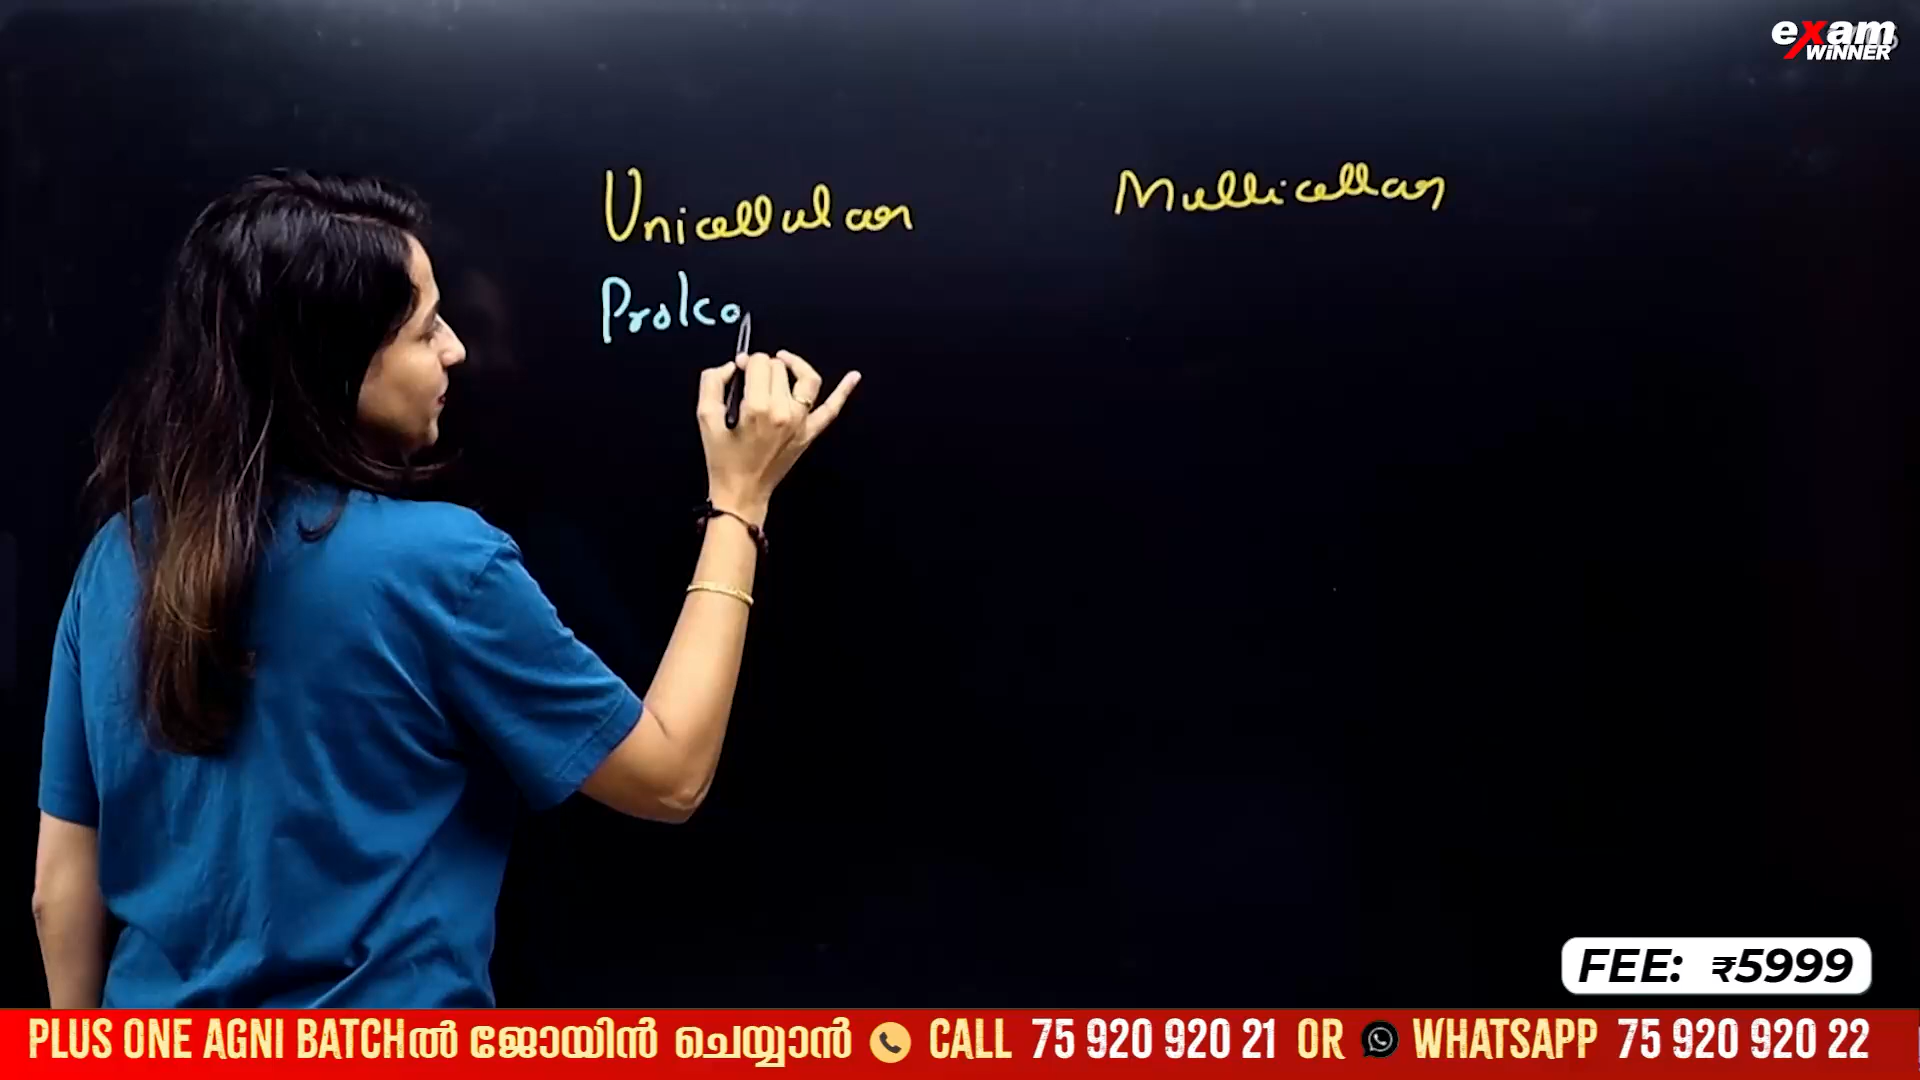 exam
WiNNER
Unicellular Multicellar
Proka
FEE: ₹5999
PLUS ONE AGNI BATCHൽ ജോയിൻ ചെയ്യാൻ CALL 75 920 920 21 OR WHATSAPP 75 920 920 22